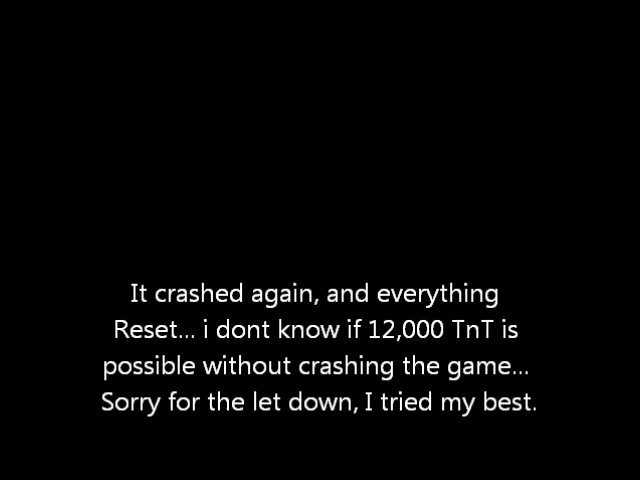 It crashed again, and everything
Reset... i dont know if 12,000 TnT is
possible without crashing the game...
Sorry for the let down, I tried my best.